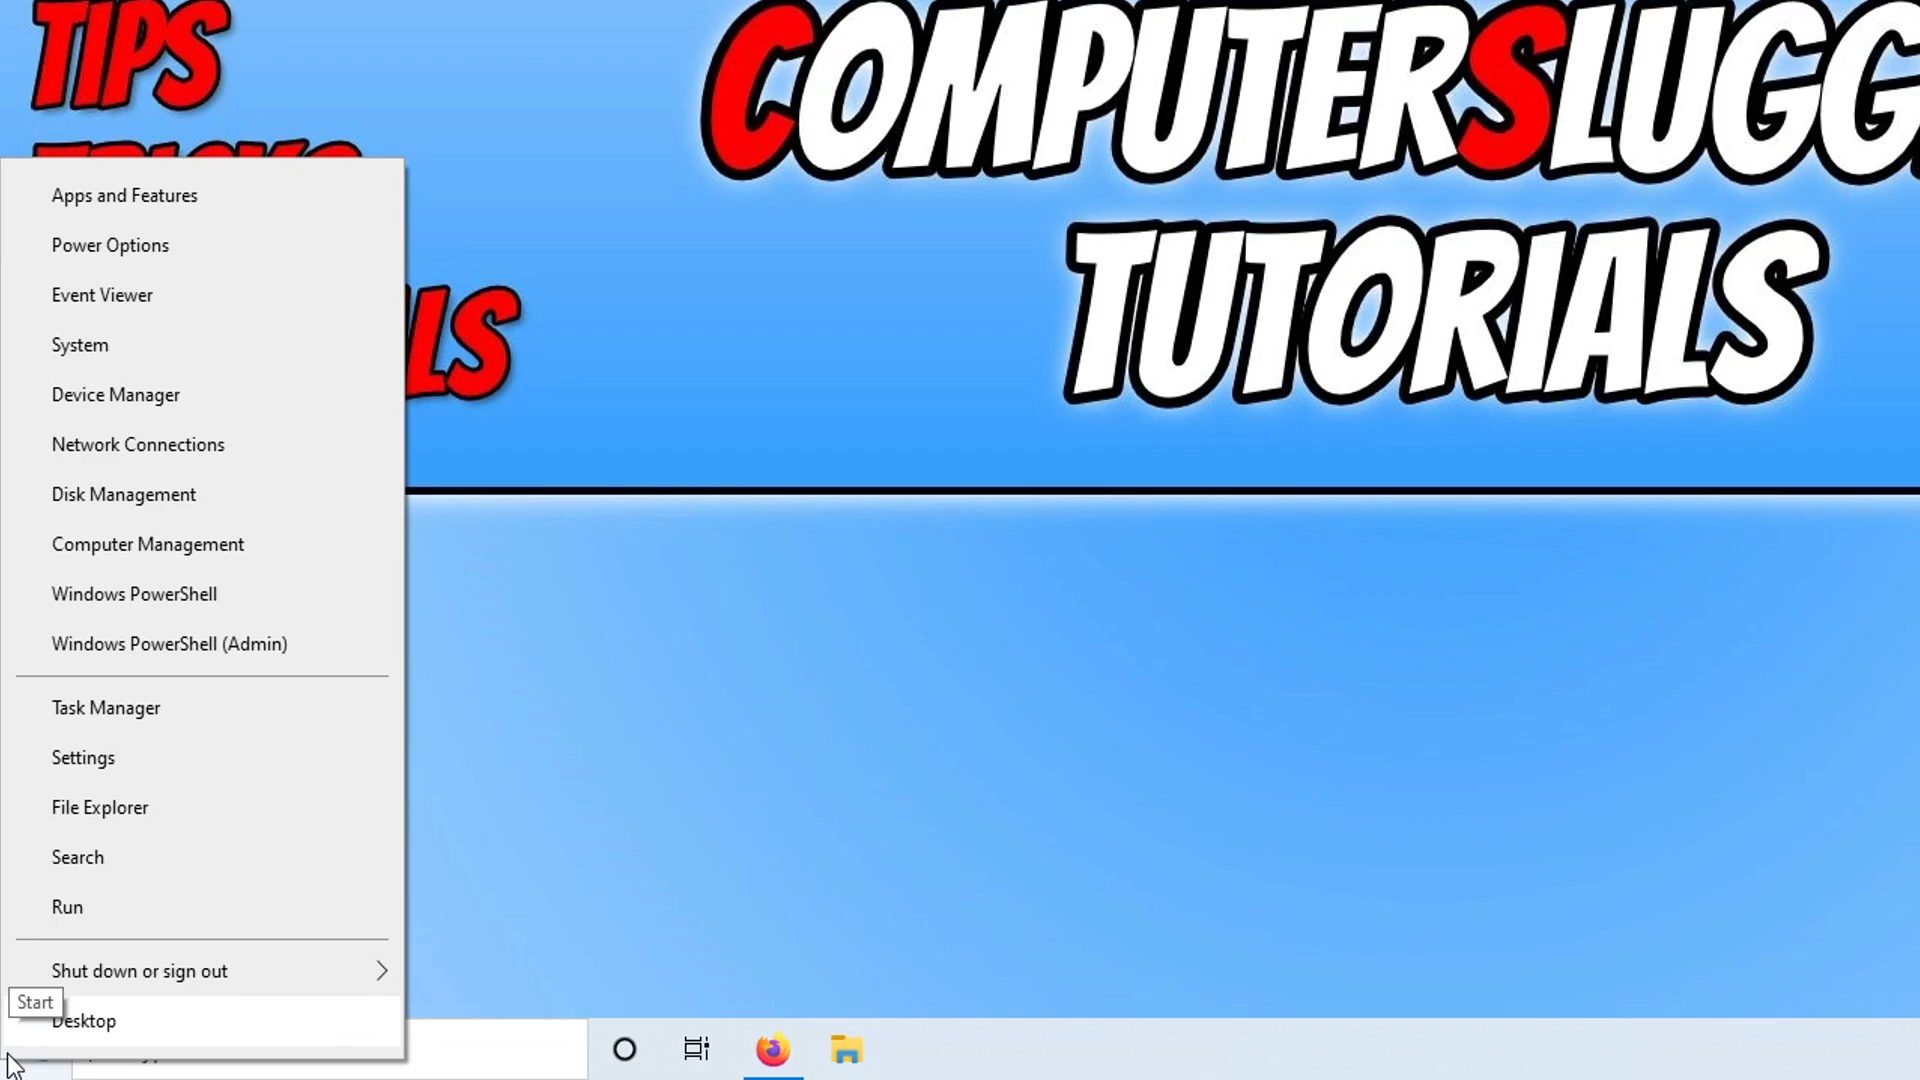 TIPS
COMPUTERSLUGG
TUTORIALS
LS
Apps and Features
Power Options
Event Viewer
System
Device Manager
Network Connections
Disk Management
Computer Management
Windows PowerShell
Windows PowerShell (Admin)
Task Manager
Settings
File Explorer
Search
Run
Shut down or sign out
Start
Desktop